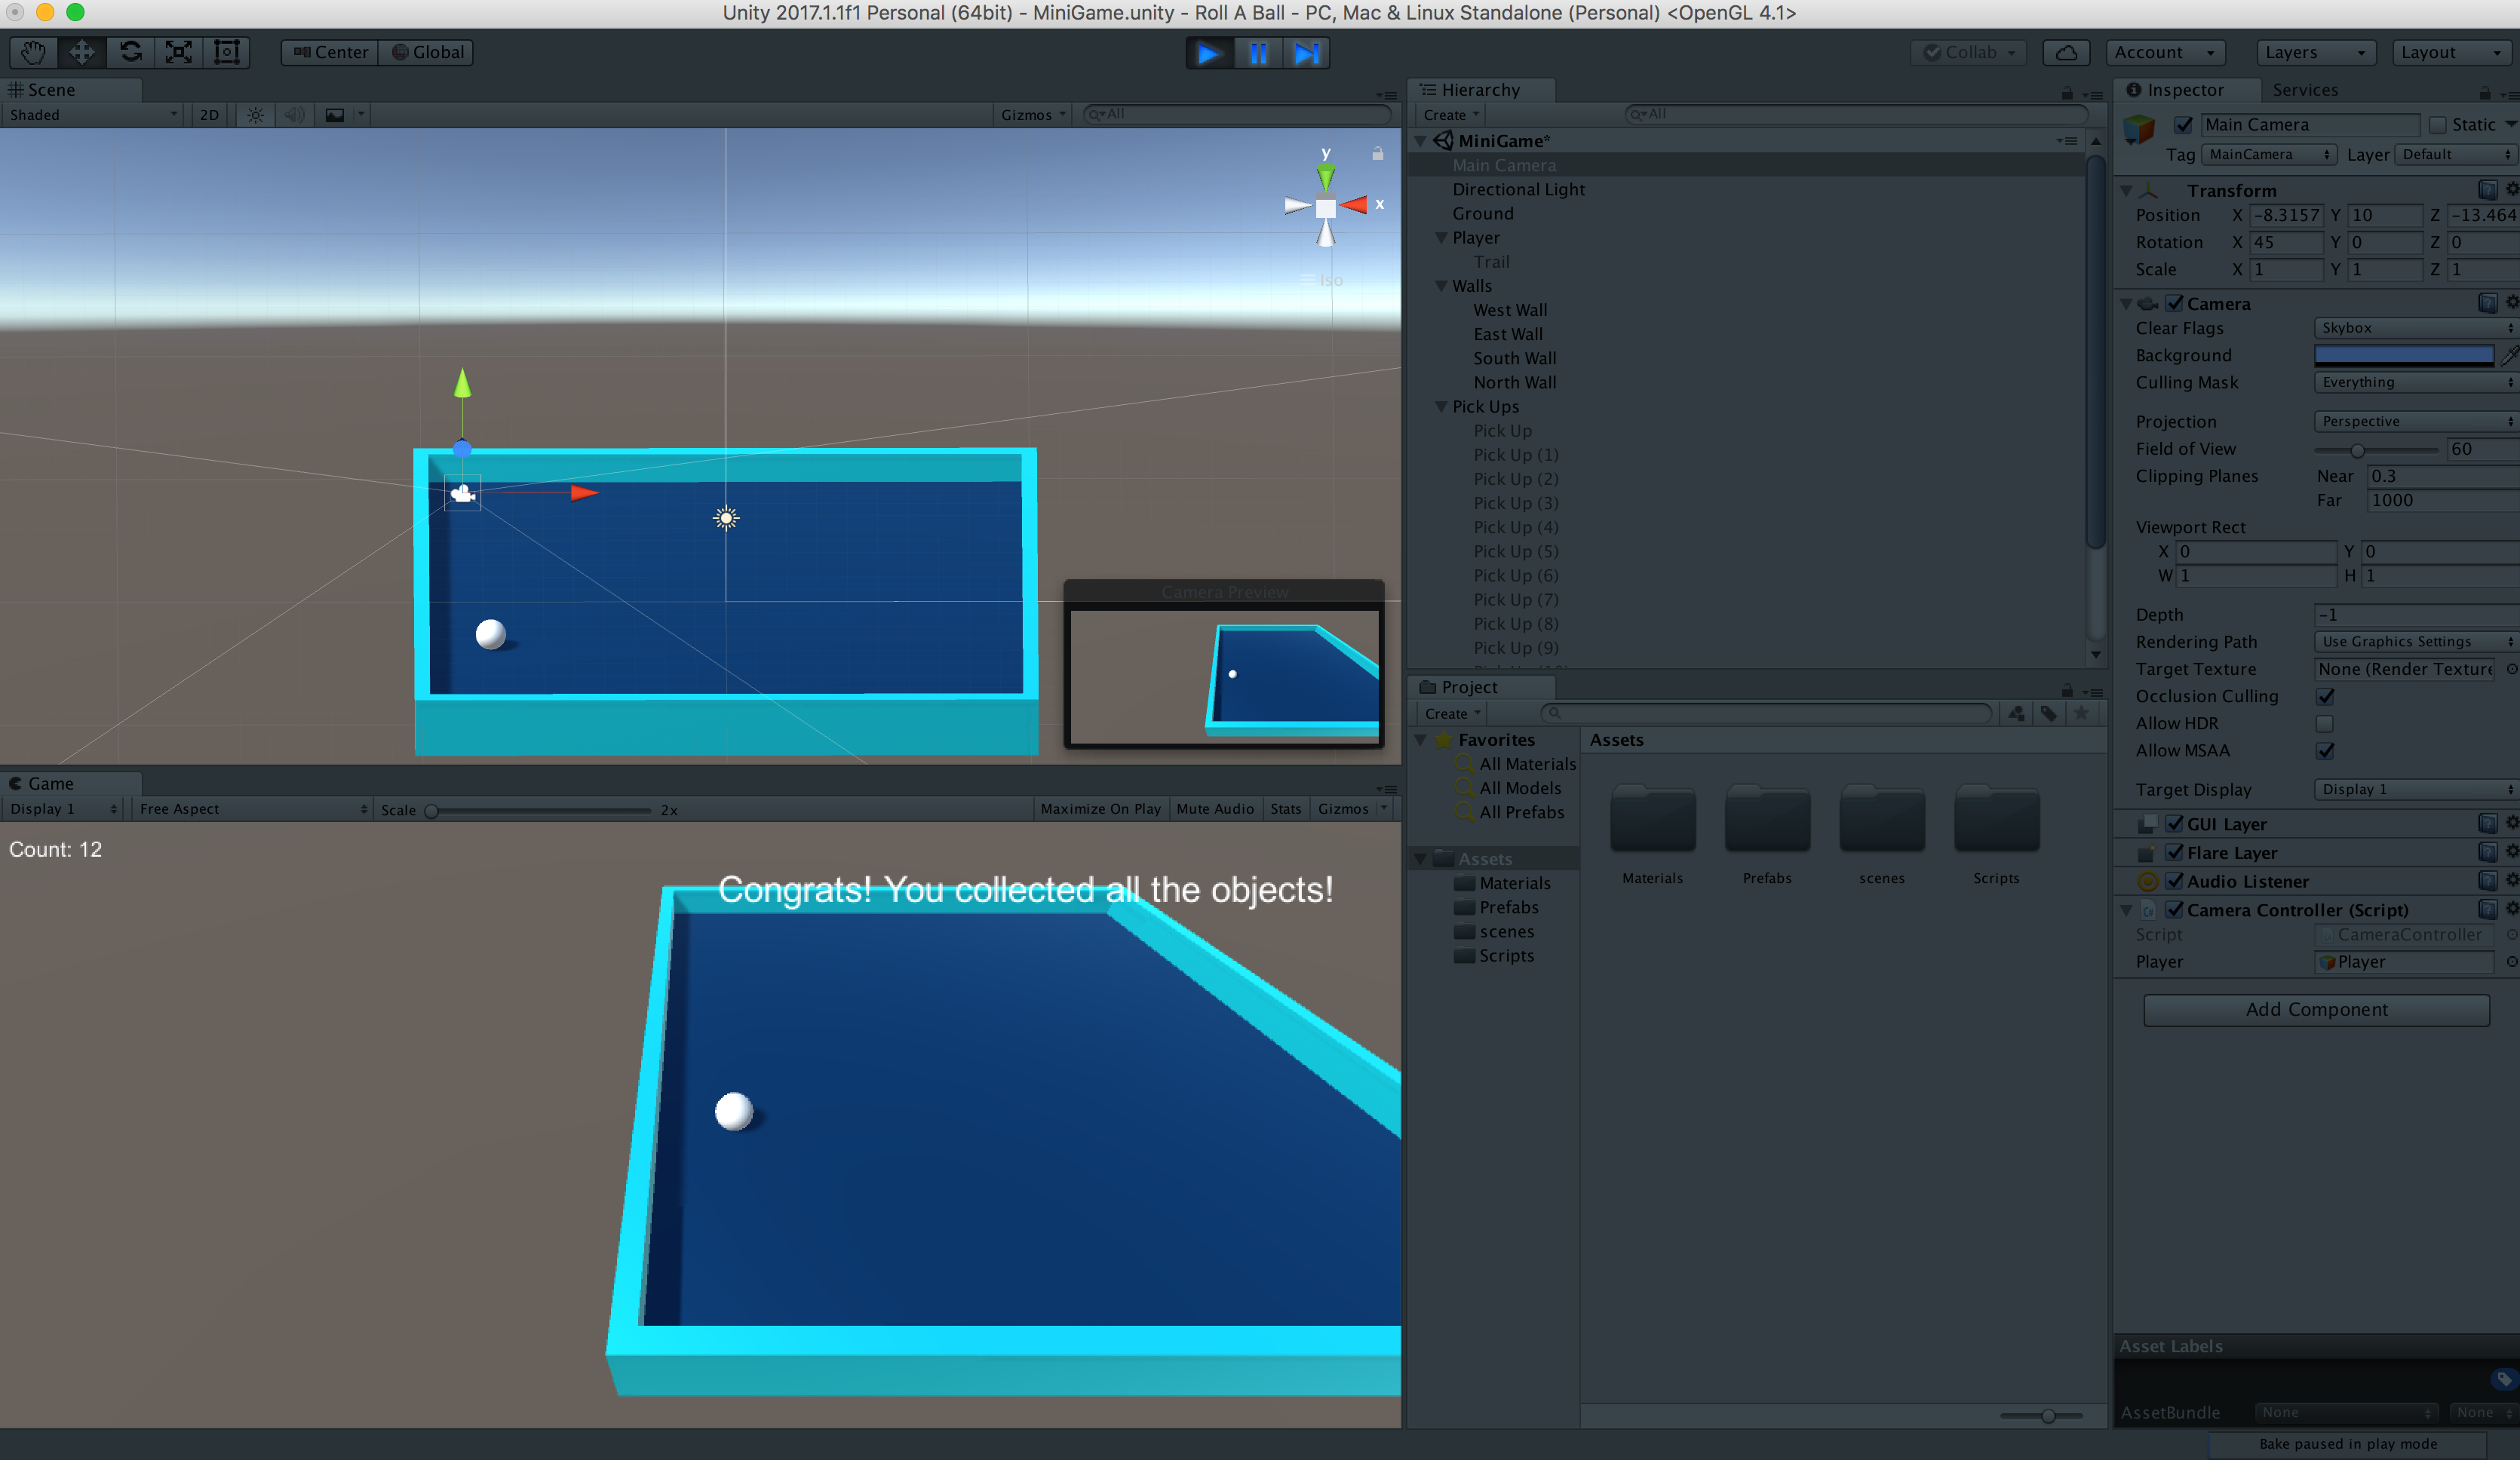 Unity 2017.1.1f1 Personal (64bit) - MiniGame.unity - Roll A Ball - PC, Mac & Linux Standalone (Personal) <OpenGL 4.1>
Center Global Collab Account Layers Layout
Scene
Shaded 2D Gizmos All
y
x
Iso
Camera Preview
Game
Display 1 Free Aspect Scale 2x Maximize On Play Mute Audio Stats Gizmos
Count: 12
Congrats! You collected all the objects!
Hierarchy
Create All
MiniGame*
Main Camera
Directional Light
Ground
Player
Trail
Walls
West Wall
East Wall
South Wall
North Wall
Pick Ups
Pick Up
Pick Up (1)
Pick Up (2)
Pick Up (3)
Pick Up (4)
Pick Up (5)
Pick Up (6)
Pick Up (7)
Pick Up (8)
Pick Up (9)
Project
Create
Favorites
All Materials
All Models
All Prefabs
Assets
Materials
Prefabs
scenes
Scripts
Assets
Materials Prefabs scenes Scripts
Inspector Services
Main Camera Static
Tag MainCamera Layer Default
Transform
Position X -8.3157 Y 10 Z -13.464
Rotation X 45 Y 0 Z 0
Scale X 1 Y 1 Z 1
Camera
Clear Flags Skybox
Background
Culling Mask Everything
Projection Perspective
Field of View 60
Clipping Planes Near 0.3
Far 1000
Viewport Rect
X 0 Y 0
W 1 H 1
Depth -1
Rendering Path Use Graphics Settings
Target Texture None (Render Texture
Occlusion Culling
Allow HDR
Allow MSAA
Target Display Display 1
GUI Layer
Flare Layer
Audio Listener
Camera Controller (Script)
Script CameraController
Player Player
Add Component
Asset Labels
AssetBundle None None
Bake paused in play mode